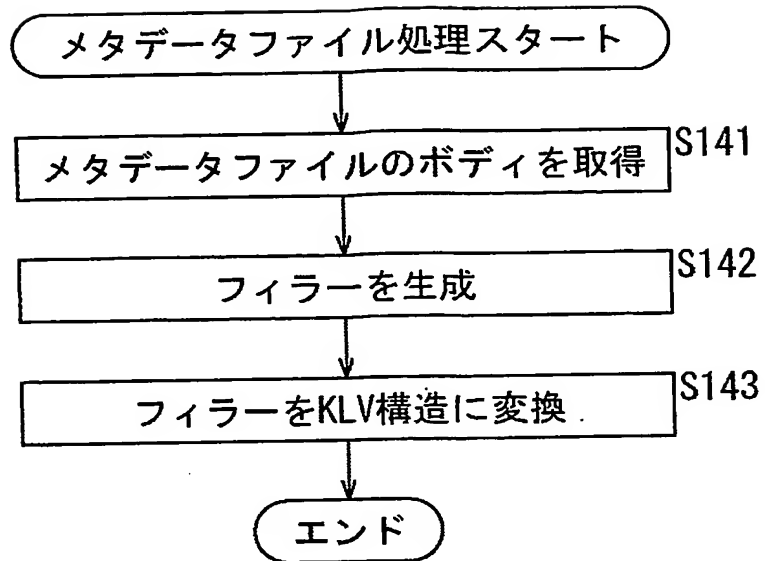 メタデータファイル処理スタート
メタデータファイルのボディを取得
S141
フィラーを生成
S142
フィラーをKLV構造に変換
S143
エンド